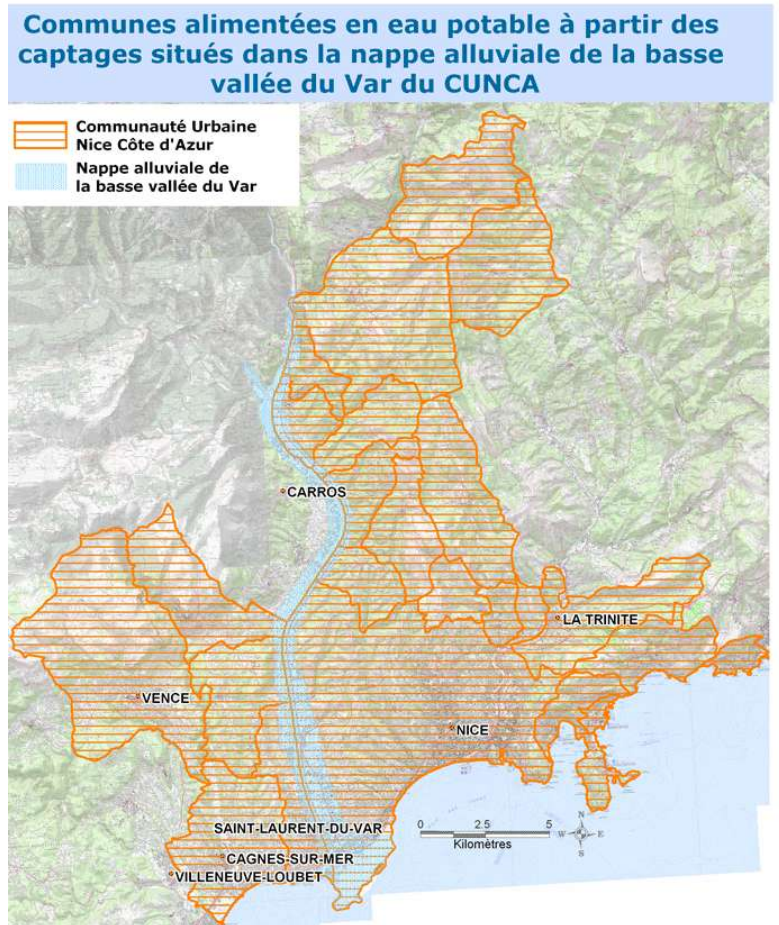 Communes alimentées en eau potable à partir des
captages situés dans la nappe alluviale de la basse
vallée du Var du CUNCA
Communauté Urbaine
Nice Côte d'Azur
Nappe alluviale de
la basse vallée du Var
CARROS
LA TRINITE
VENCE
NICE
SAINT-LAURENT-DU-VAR
0 2.5 5
Kilomètres
N
W E
S
CAGNES-SUR-MER
VILLENEUVE-LOUBET